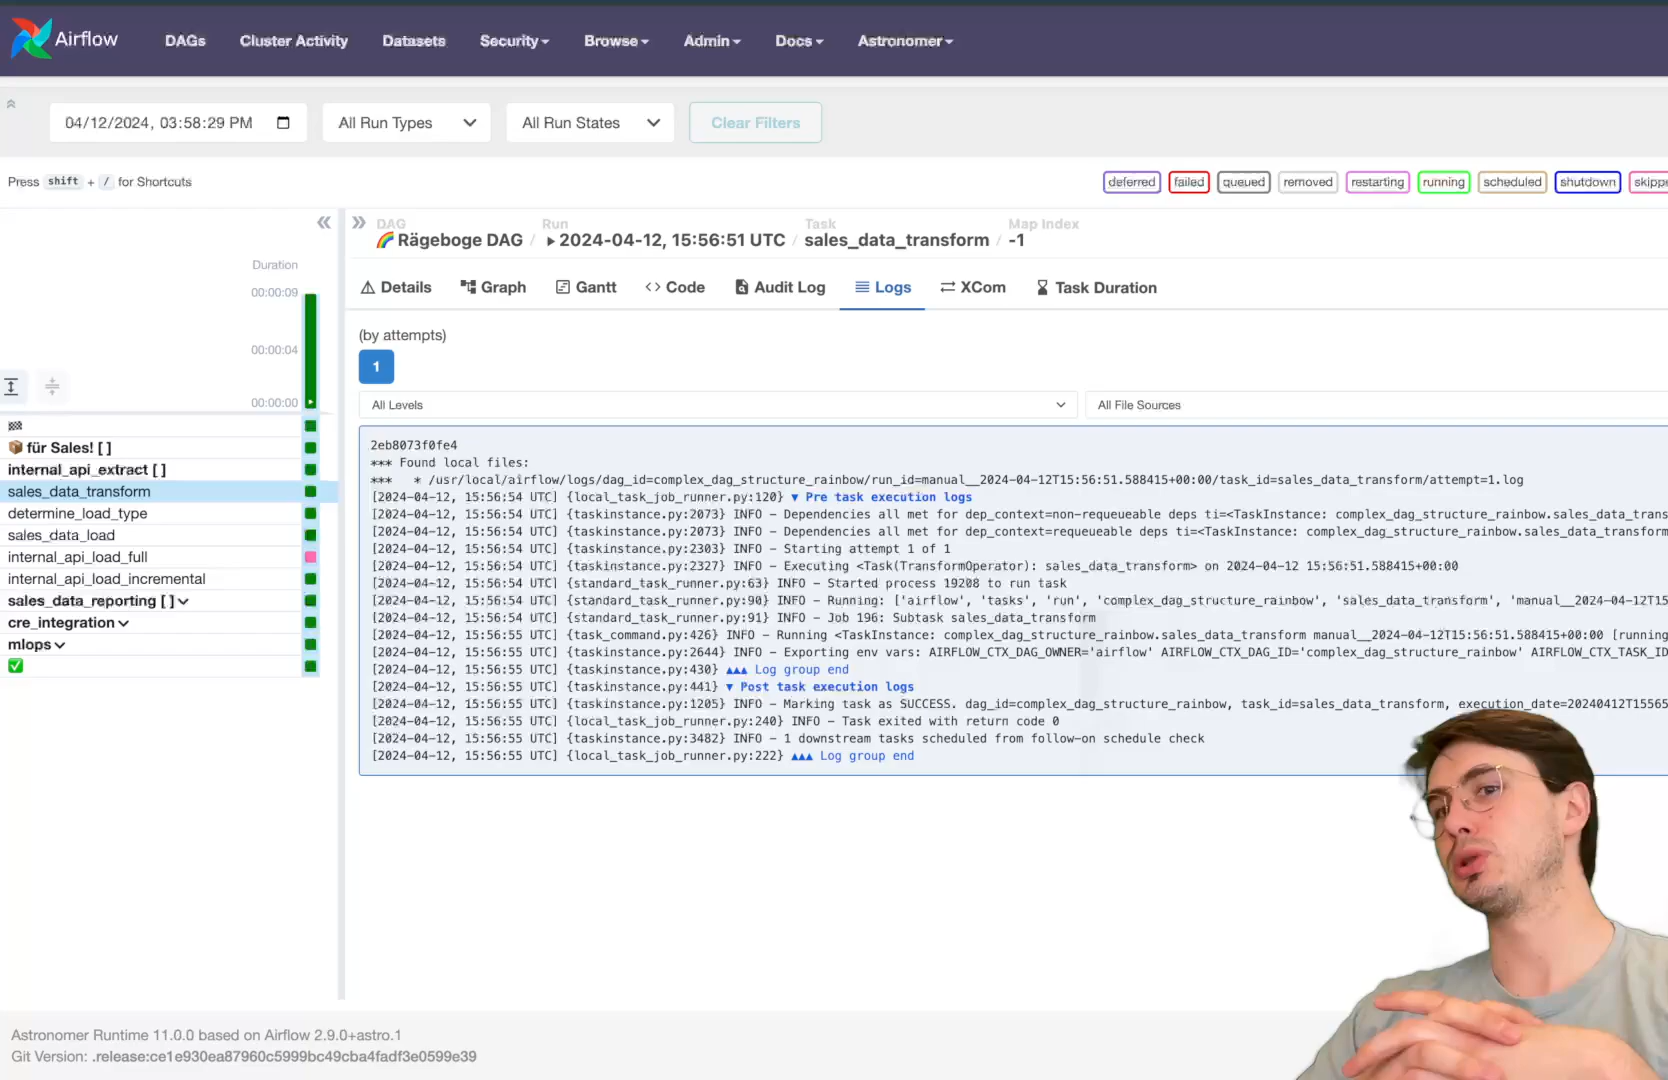 Airflow
DAGs
Cluster Activity
Datasets
Security
Browse
Admin
Docs
Astronomer
04/12/2024, 03:58:29 PM
All Run Types
All Run States
Clear Filters
Press shift + / for Shortcuts
deferred
failed
queued
removed
restarting
running
scheduled
shutdown
skippe
Duration
00:00:09
00:00:04
00:00:00
für Sales! [ ]
internal_api_extract [ ]
sales_data_transform
determine_load_type
sales_data_load
internal_api_load_full
internal_api_load_incremental
sales_data_reporting [ ]
cre_integration
mlops
DAG
Rägeboge DAG
Run
2024-04-12, 15:56:51 UTC
Task
sales_data_transform
Map Index
-1
Details
Graph
Gantt
Code
Audit Log
Logs
XCom
Task Duration
(by attempts)
1
All Levels
All File Sources
2eb8073f0fe4
*** Found local files:
***   * /usr/local/airflow/logs/dag_id=complex_dag_structure_rainbow/run_id=manual__2024-04-12T15:56:51.588415+00:00/task_id=sales_data_transform/attempt=1.log
[2024-04-12, 15:56:54 UTC] {local_task_job_runner.py:120} ▼ Pre task execution logs
[2024-04-12, 15:56:54 UTC] {taskinstance.py:2073} INFO - Dependencies all met for dep_context=non-requeueable deps ti=<TaskInstance: complex_dag_structure_rainbow.sales_data_trans
[2024-04-12, 15:56:54 UTC] {taskinstance.py:2073} INFO - Dependencies all met for dep_context=requeueable deps ti=<TaskInstance: complex_dag_structure_rainbow.sales_data_transform
[2024-04-12, 15:56:54 UTC] {taskinstance.py:2303} INFO - Starting attempt 1 of 1
[2024-04-12, 15:56:54 UTC] {taskinstance.py:2327} INFO - Executing <Task(TransformOperator): sales_data_transform> on 2024-04-12 15:56:51.588415+00:00
[2024-04-12, 15:56:54 UTC] {standard_task_runner.py:63} INFO - Started process 19208 to run task
[2024-04-12, 15:56:54 UTC] {standard_task_runner.py:90} INFO - Running: ['airflow', 'tasks', 'run', 'complex_dag_structure_rainbow', 'sales_data_transform', 'manual__2024-04-12T15
[2024-04-12, 15:56:54 UTC] {standard_task_runner.py:91} INFO - Job 196: Subtask sales_data_transform
[2024-04-12, 15:56:55 UTC] {task_command.py:426} INFO - Running <TaskInstance: complex_dag_structure_rainbow.sales_data_transform manual__2024-04-12T15:56:51.588415+00:00 [running
[2024-04-12, 15:56:55 UTC] {taskinstance.py:2644} INFO - Exporting env vars: AIRFLOW_CTX_DAG_OWNER='airflow' AIRFLOW_CTX_DAG_ID='complex_dag_structure_rainbow' AIRFLOW_CTX_TASK_ID
[2024-04-12, 15:56:55 UTC] {taskinstance.py:430} ▲▲▲ Log group end
[2024-04-12, 15:56:55 UTC] {taskinstance.py:441} ▼ Post task execution logs
[2024-04-12, 15:56:55 UTC] {taskinstance.py:1205} INFO - Marking task as SUCCESS. dag_id=complex_dag_structure_rainbow, task_id=sales_data_transform, execution_date=20240412T15565
[2024-04-12, 15:56:55 UTC] {local_task_job_runner.py:240} INFO - Task exited with return code 0
[2024-04-12, 15:56:55 UTC] {taskinstance.py:3482} INFO - 1 downstream tasks scheduled from follow-on schedule check
[2024-04-12, 15:56:55 UTC] {local_task_job_runner.py:222} ▲▲▲ Log group end
Astronomer Runtime 11.0.0 based on Airflow 2.9.0+astro.1
Git Version: .release:ce1e930ea87960c5999bc49cba4fadf3e0599e39